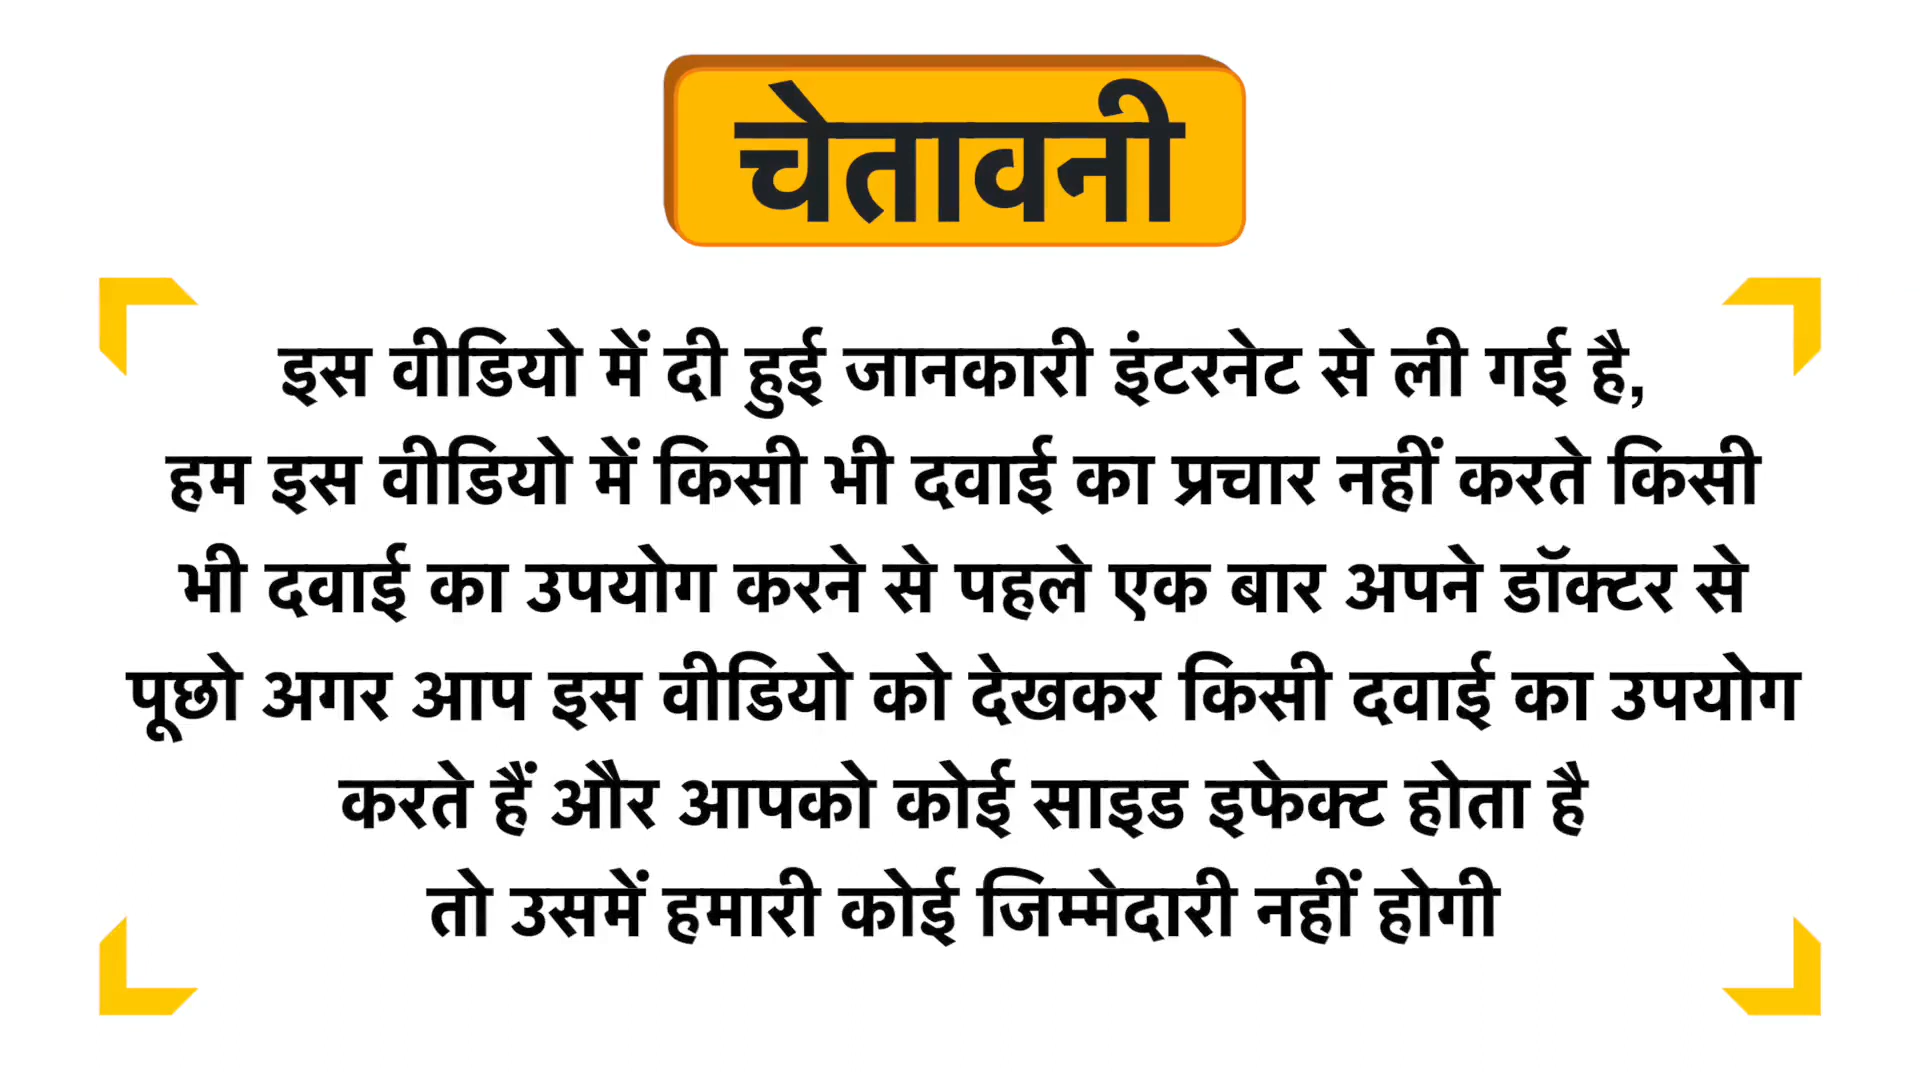 चेतावनी
इस वीडियो में दी हुई जानकारी इंटरनेट से ली गई है,
हम इस वीडियो में किसी भी दवाई का प्रचार नहीं करते किसी
भी दवाई का उपयोग करने से पहले एक बार अपने डॉक्टर से
पूछो अगर आप इस वीडियो को देखकर किसी दवाई का उपयोग
करते हैं और आपको कोई साइड इफेक्ट होता है
तो उसमें हमारी कोई जिम्मेदारी नहीं होगी